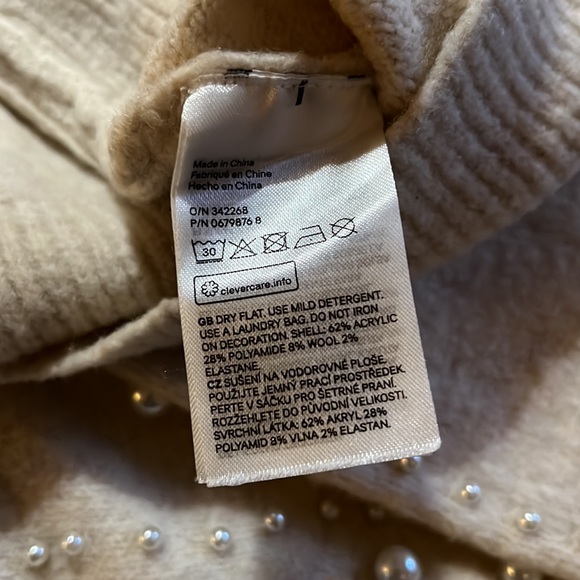 Made in China
Fabriqué en Chine
Hecho en China
O/N 342268
P/N 0679876 8
30
clevercare.info
GB DRY FLAT. USE MILD DETERGENT.
USE A LAUNDRY BAG. DO NOT IRON
ON DECORATION. SHELL: 62% ACRYLIC
28% POLYAMIDE 8% WOOL 2%
ELASTANE.
CZ SUŠENÍ NA VODOROVNÉ PLOŠE.
POUŽIJTE JEMNÝ PRACÍ PROSTŘEDEK.
PERTE V SÁČKU PRO ŠETRNÉ PRANÍ.
ROZŽEHLETE DO PŮVODNÍ VELIKOSTI.
SVRCHNÍ LÁTKA: 62% AKRYL 28%
POLYAMID 8% VLNA 2% ELASTAN.